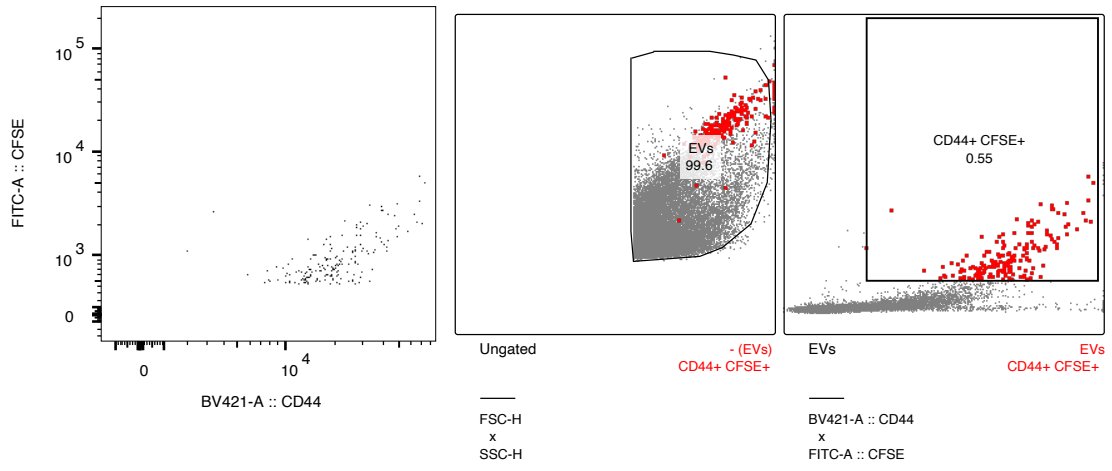 FITC-A :: CFSE
10^5
10^4
10^3
0
0
10^4
BV421-A :: CD44
EVs
99.6
Ungated
- (EVs)
CD44+ CFSE+
FSC-H
x
SSC-H
CD44+ CFSE+
0.55
EVs
EVs
CD44+ CFSE+
BV421-A :: CD44
x
FITC-A :: CFSE